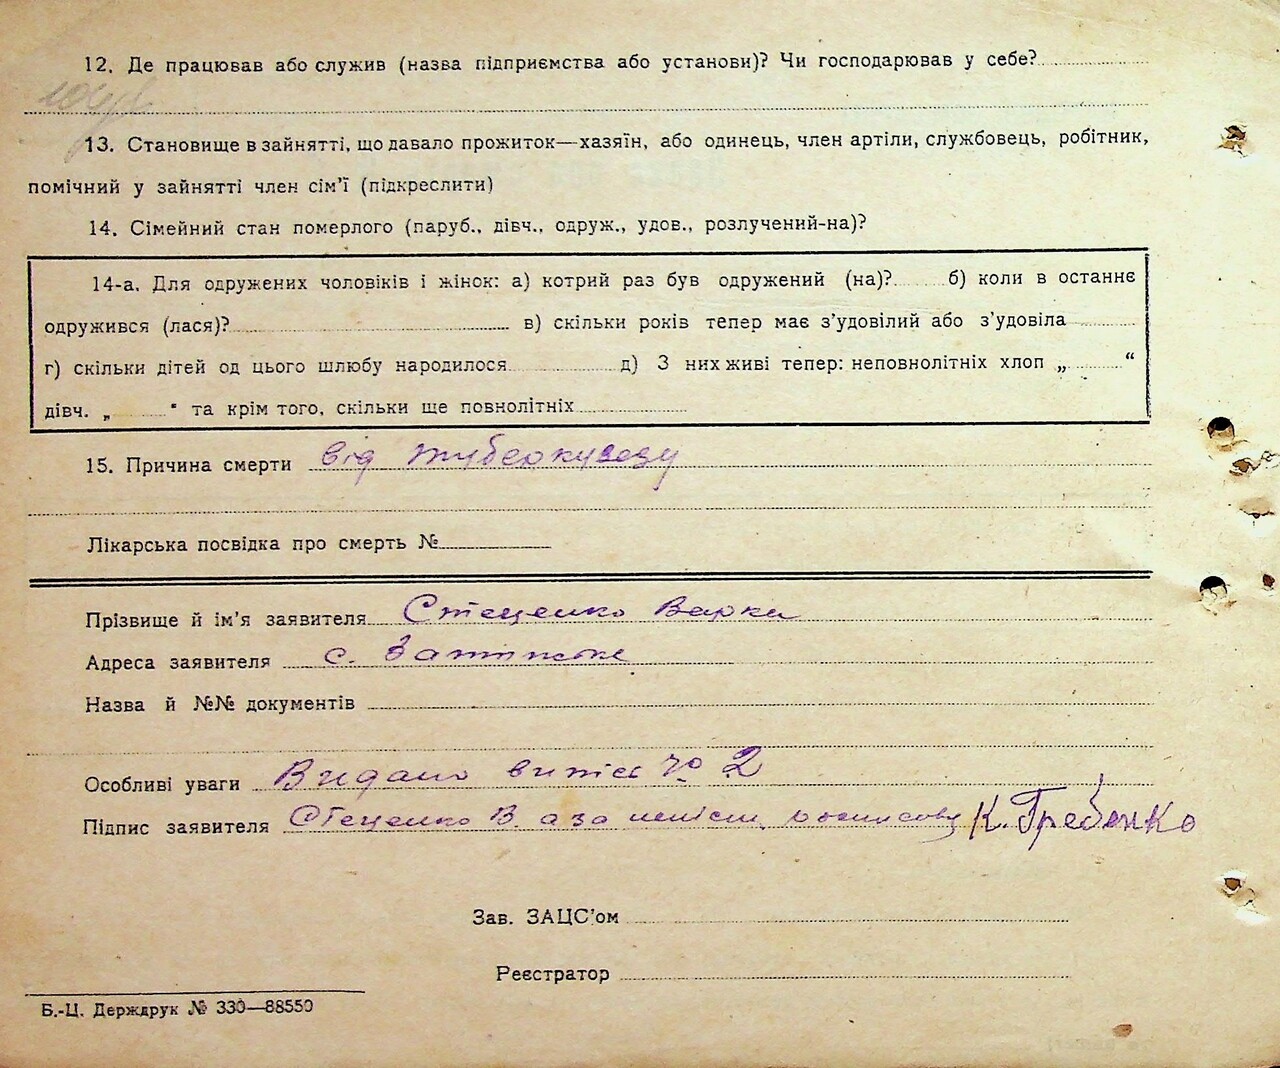 12. Де працював або служив (назва підприємства або установи)? Чи господарював у себе?
13. Становище в зайнятті, що давало прожиток—хазяїн, або одинець, член артіли, службовець, робітник,
помічний у зайнятті член сім'ї (підкреслити)
14. Сімейний стан померлого (паруб., дівч., одруж., удов., розлучений-на)?
14-а. Для одружених чоловіків і жінок: а) котрий раз був одружений (на)? б) коли в останнє
одружився (лася)? в) скільки років тепер має з'удовілий або з'удовіла
г) скільки дітей од цього шлюбу народилося д) З них живі тепер: неповнолітніх хлоп „ “
дівч. „ “ та крім того, скільки ще повнолітніх
15. Причина смерти від туберкулезу
Лікарська посвідка про смерть №
Прізвище й ім'я заявителя Стеценко Варки
Адреса заявителя с.
Назва й №№ документів
Особливі уваги Видано випис № 2
Підпис заявителя Стеценко В. а за К. Гребенко
Зав. ЗАЦС'ом
Реєстратор
Б.-Ц. Держдрук № 330—88550